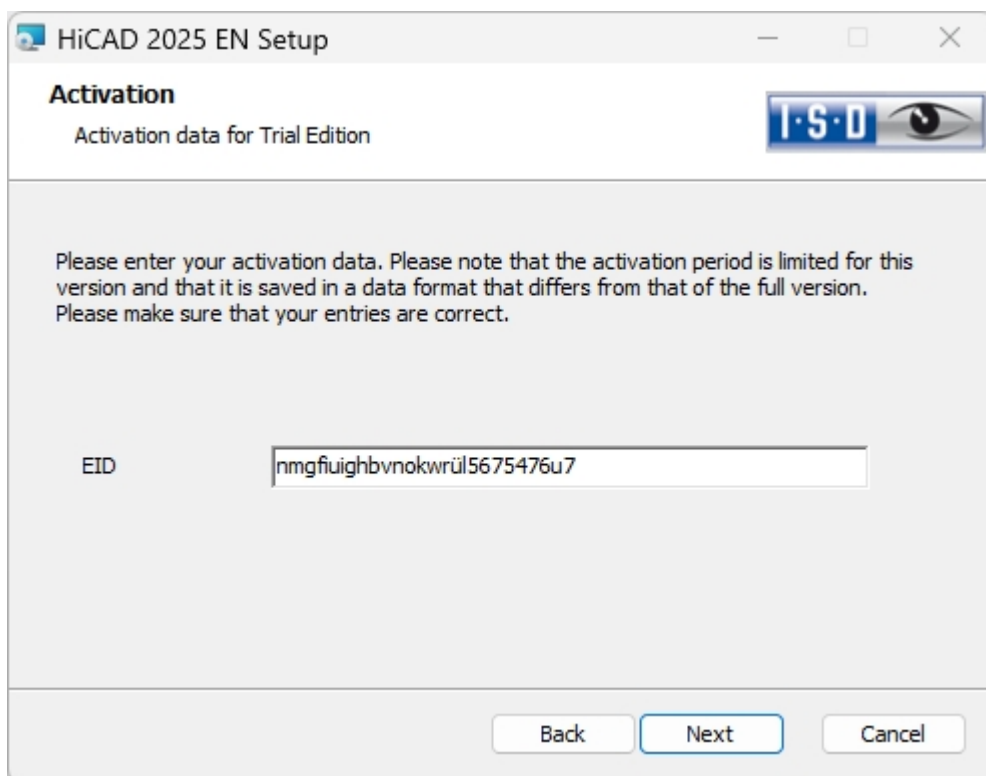 HiCAD 2025 EN Setup
Activation
Activation data for Trial Edition
I·S·D
Please enter your activation data. Please note that the activation period is limited for this
version and that it is saved in a data format that differs from that of the full version.
Please make sure that your entries are correct.
EID
nmgfiuighbvnokwrül5675476u7
Back
Next
Cancel